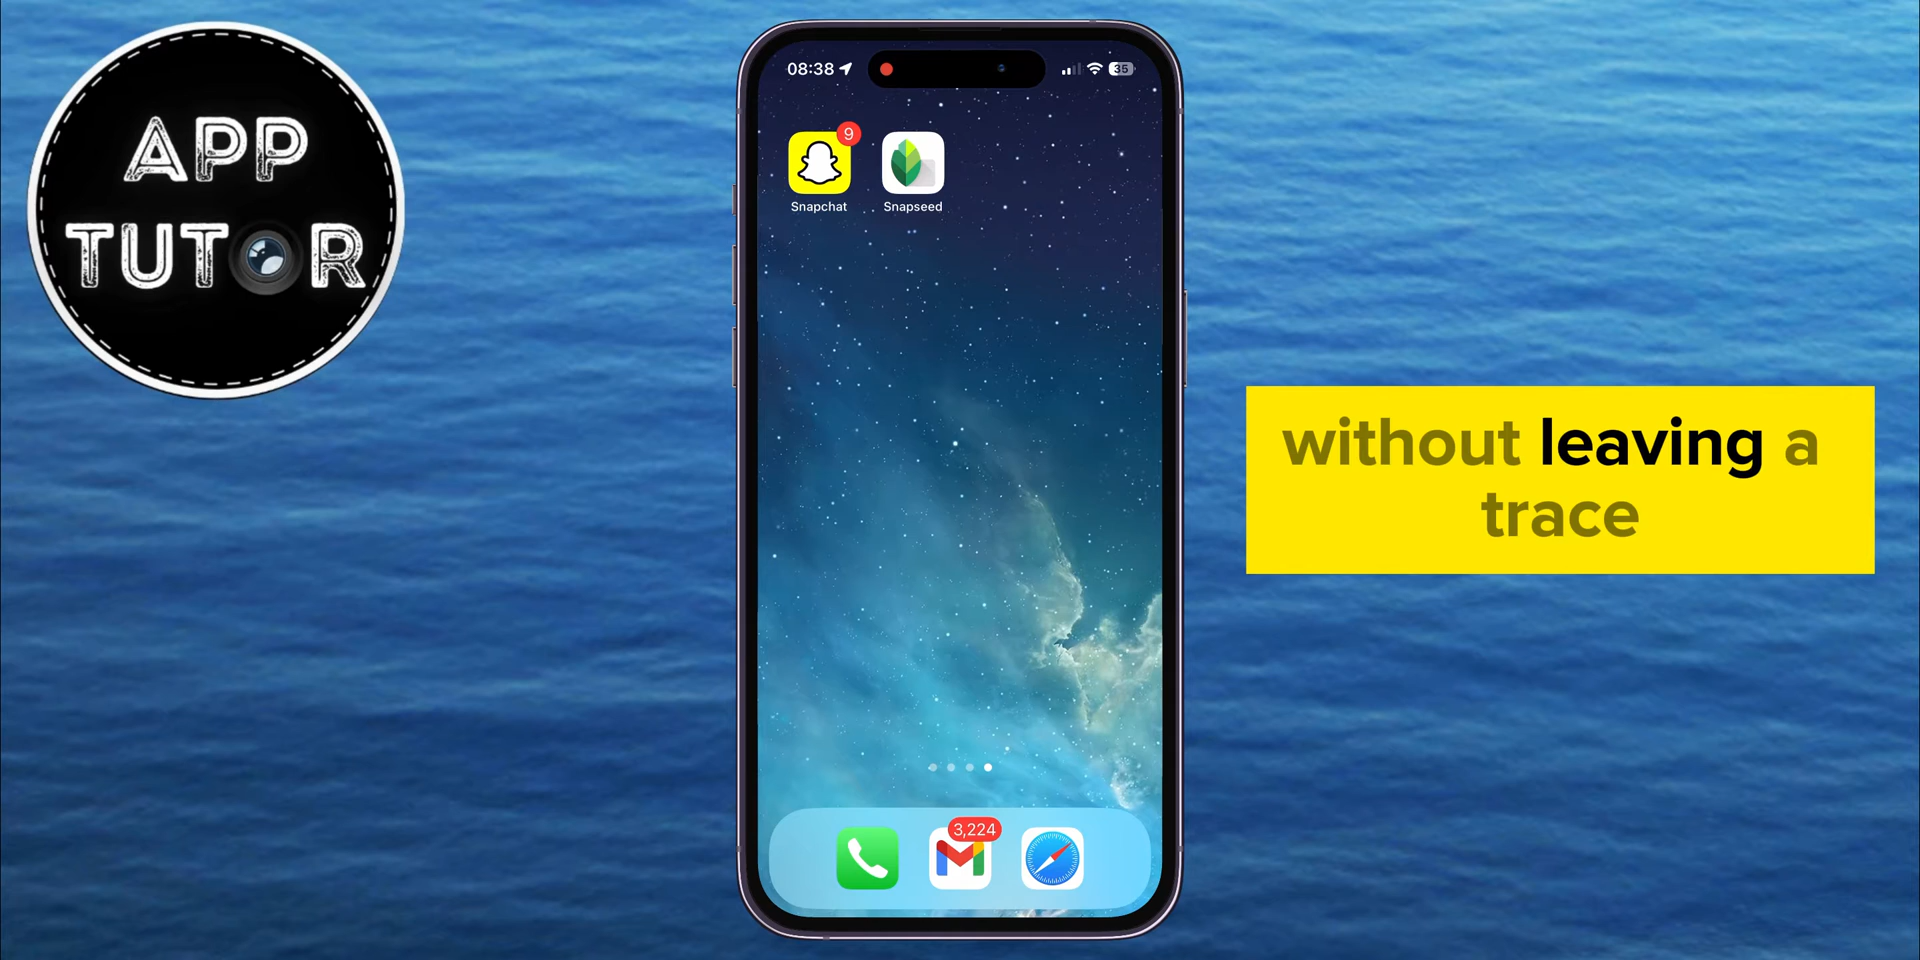 APP
TUTOR
08:38
35
9
Snapchat
Snapseed
without leaving a
trace
3,224